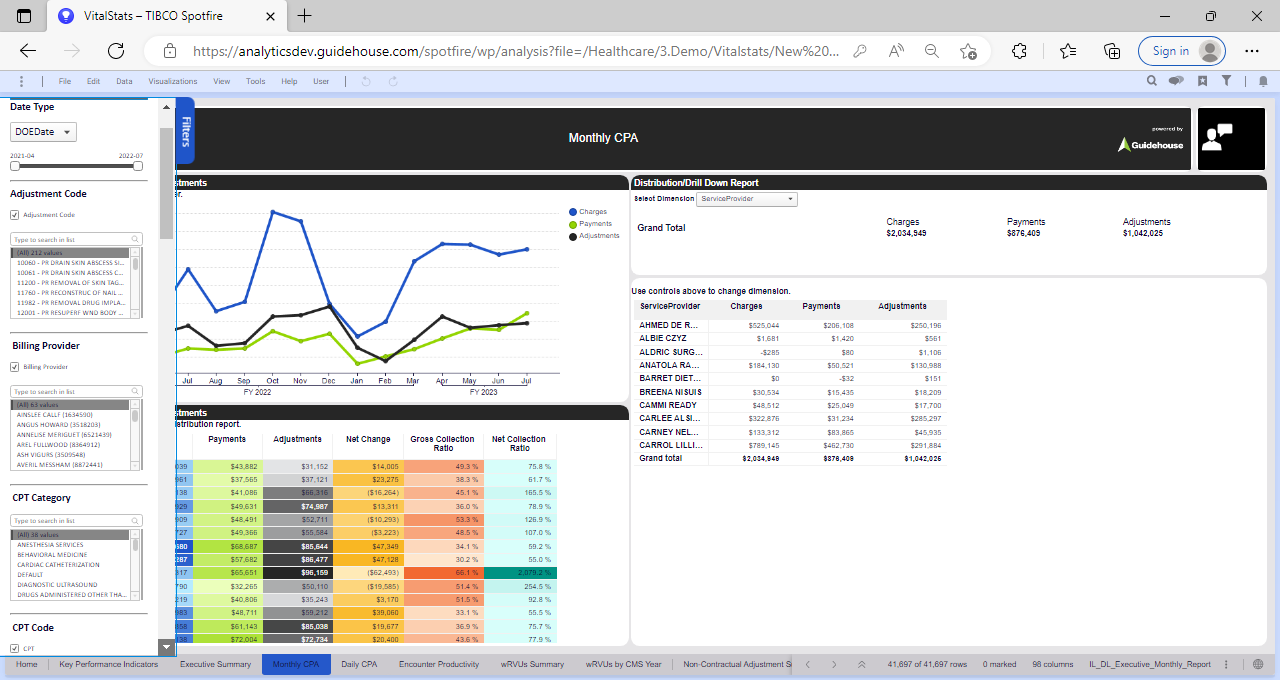 VitalStats – TIBCO Spotfire
https://analyticsdev.guidehouse.com/spotfire/wp/analysis?file=/Healthcare/3.Demo/Vitalstats/New%20...
Sign in
File Edit Data Visualizations View Tools Help User
Date Type
DOEDate
2021-04 2022-07
Adjustment Code
Adjustment Code
Type to search in list
(All) 212 values
10060 - PR DRAIN SKIN ABSCESS SI...
10061 - PR DRAIN SKIN ABSCESS C...
11200 - PR REMOVAL OF SKIN TAG...
11760 - PR RECONSTRUC OF NAIL ...
11982 - PR REMOVAL DRUG IMPLA...
12001 - PR RESUPERF WND BODY ...
Billing Provider
Billing Provider
Type to search in list
(All) 63 values
AINSLEE CALLF (1634590)
ANGUS HOWARD (3518203)
ANNELISE MERIGUET (6521439)
AREL FULLWOOD (8364912)
ASH VIGURS (3509548)
AVERIL MESSHAM (8872441)
CPT Category
Type to search in list
(All) 38 values
ANESTHESIA SERVICES
BEHAVIORAL MEDICINE
CARDIAC CATHETERIZATION
DEFAULT
DIAGNOSTIC ULTRASOUND
DRUGS ADMINISTERED OTHER THA...
CPT Code
CPT
Filters
Monthly CPA
powered by
Guidehouse
stments
er.
Charges
Payments
Adjustments
Jul Aug Sep Oct Nov Dec Jan Feb Mar Apr May Jun Jul
FY 2022 FY 2023
stments
stribution report.
Payments Adjustments Net Change Gross Collection Ratio Net Collection Ratio
039 $43,882 $31,152 $14,005 49.3 % 75.8 %
961 $37,565 $37,121 $23,275 38.3 % 61.7 %
138 $41,086 $66,316 ($16,264) 45.1 % 165.5 %
929 $49,631 $74,987 $13,311 36.0 % 78.9 %
909 $48,491 $52,711 ($10,293) 53.3 % 126.9 %
727 $49,366 $55,584 ($3,223) 48.5 % 107.0 %
680 $68,687 $85,644 $47,349 34.1 % 59.2 %
287 $57,682 $86,477 $47,128 30.2 % 55.0 %
317 $65,651 $96,159 ($62,493) 66.1 % 2,079.2 %
790 $32,265 $50,110 ($19,585) 51.4 % 254.5 %
219 $40,806 $35,243 $3,170 51.5 % 92.8 %
983 $48,711 $59,212 $39,060 33.1 % 55.5 %
858 $61,143 $85,038 $19,677 36.9 % 75.7 %
138 $72,004 $72,734 $20,400 43.6 % 77.9 %
Distribution/Drill Down Report
Select Dimension ServiceProvider
Charges Payments Adjustments
Grand Total $2,034,949 $876,409 $1,042,025
Use controls above to change dimension.
ServiceProvider Charges Payments Adjustments
AHMED DE R... $525,044 $206,108 $250,196
ALBIE CZYZ $1,681 $1,420 $561
ALDRIC SURG... -$285 $80 $1,106
ANATOLA RA... $184,130 $50,521 $130,988
BARRET DIET... $0 -$32 $151
BREENA NISUIS $30,534 $15,435 $18,209
CAMMI READY $48,512 $25,049 $17,700
CARLEE ALSI... $322,876 $31,234 $285,297
CARNEY NEL... $133,312 $83,865 $45,935
CARROL LILLI... $789,145 $462,730 $291,884
Grand total $2,034,949 $876,409 $1,042,025
Home Key Performance Indicators Executive Summary Monthly CPA Daily CPA Encounter Productivity wRVUs Summary wRVUs by CMS Year Non-Contractual Adjustment S
41,697 of 41,697 rows 0 marked 98 columns IL_DL_Executive_Monthly_Report